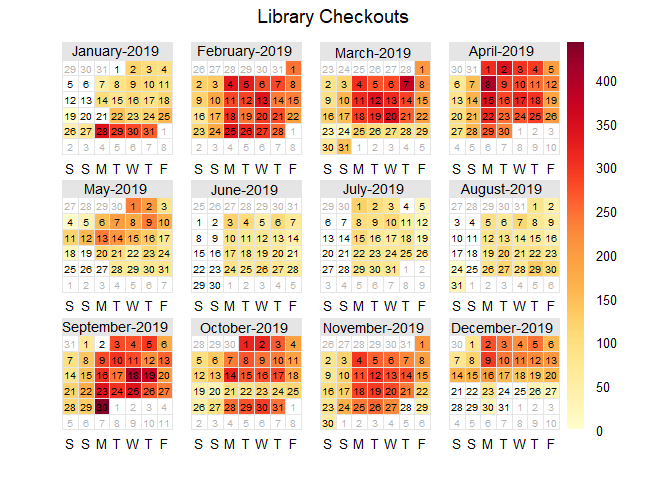 Library Checkouts
January-2019 February-2019 March-2019 April-2019
29 30 31 1 2 3 4 26 27 28 29 30 31 1 23 24 25 26 27 28 1 30 31 1 2 3 4 5
5 6 7 8 9 10 11 2 3 4 5 6 7 8 2 3 4 5 6 7 8 6 7 8 9 10 11 12
12 13 14 15 16 17 18 9 10 11 12 13 14 15 9 10 11 12 13 14 15 13 14 15 16 17 18 19
19 20 21 22 23 24 25 16 17 18 19 20 21 22 16 17 18 19 20 21 22 20 21 22 23 24 25 26
26 27 28 29 30 31 1 23 24 25 26 27 28 1 23 24 25 26 27 28 29 27 28 29 30 1 2 3
2 3 4 5 6 7 8 2 3 4 5 6 7 8 30 31 1 2 3 4 5 4 5 6 7 8 9 10
S S M T W T F S S M T W T F S S M T W T F S S M T W T F
May-2019 June-2019 July-2019 August-2019
27 28 29 30 1 2 3 25 26 27 28 29 30 31 29 30 1 2 3 4 5 27 28 29 30 31 1 2
4 5 6 7 8 9 10 1 2 3 4 5 6 7 6 7 8 9 10 11 12 3 4 5 6 7 8 9
11 12 13 14 15 16 17 8 9 10 11 12 13 14 13 14 15 16 17 18 19 10 11 12 13 14 15 16
18 19 20 21 22 23 24 15 16 17 18 19 20 21 20 21 22 23 24 25 26 17 18 19 20 21 22 23
25 26 27 28 29 30 31 22 23 24 25 26 27 28 27 28 29 30 31 1 2 24 25 26 27 28 29 30
1 2 3 4 5 6 7 29 30 1 2 3 4 5 3 4 5 6 7 8 9 31 1 2 3 4 5 6
S S M T W T F S S M T W T F S S M T W T F S S M T W T F
September-2019 October-2019 November-2019 December-2019
31 1 2 3 4 5 6 28 29 30 1 2 3 4 26 27 28 29 30 31 1 30 1 2 3 4 5 6
7 8 9 10 11 12 13 5 6 7 8 9 10 11 2 3 4 5 6 7 8 7 8 9 10 11 12 13
14 15 16 17 18 19 20 12 13 14 15 16 17 18 9 10 11 12 13 14 15 14 15 16 17 18 19 20
21 22 23 24 25 26 27 19 20 21 22 23 24 25 16 17 18 19 20 21 22 21 22 23 24 25 26 27
28 29 30 1 2 3 4 26 27 28 29 30 31 1 23 24 25 26 27 28 29 28 29 30 31 1 2 3
5 6 7 8 9 10 11 2 3 4 5 6 7 8 30 1 2 3 4 5 6 4 5 6 7 8 9 10
S S M T W T F S S M T W T F S S M T W T F S S M T W T F
400
350
300
250
200
150
100
50
0